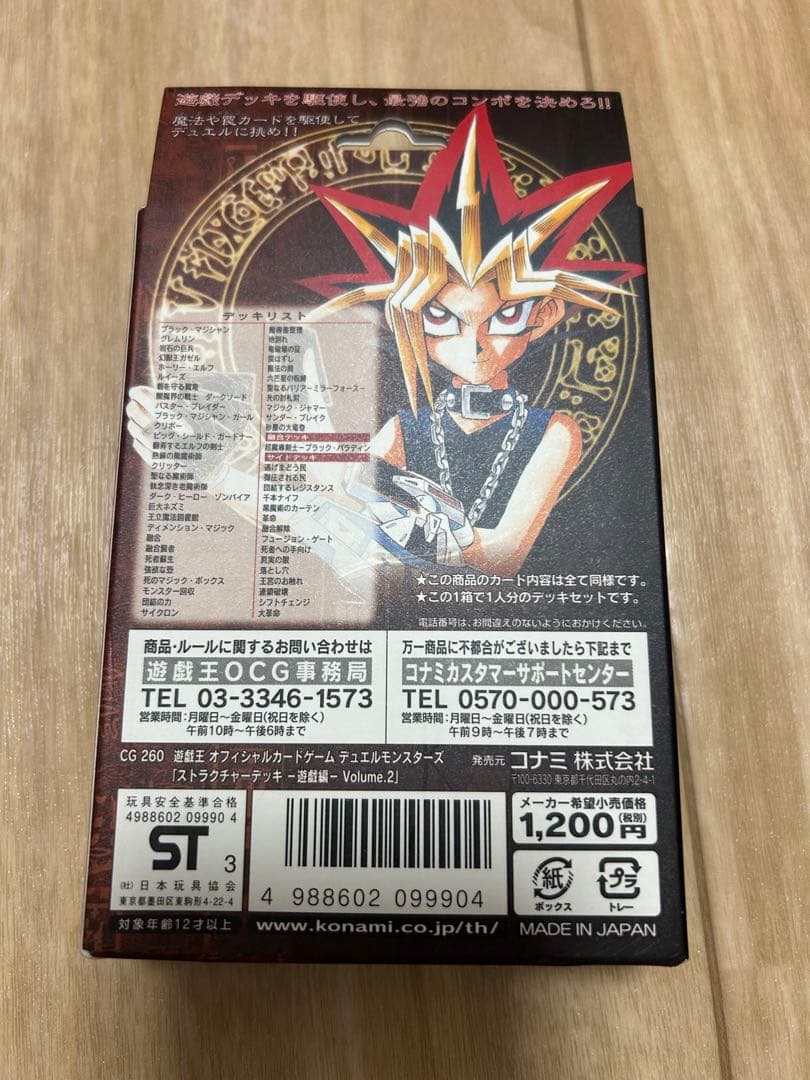 遊戯デッキを駆使し、最強のコンボを決めろ!!
魔法や罠カードを駆使して
デュエルに挑め!!
デッキリスト
ブラック・マジシャン
グレムリン
岩石の巨兵
幻獣王ガゼル
ホーリー・エルフ
ルイーズ
砦を守る翼竜
闇魔界の戦士 ダークソード
バスター・ブレイダー
ブラック・マジシャン・ガール
クリボー
ビッグ・シールド・ガードナー
翻弄するエルフの剣士
熟練の黒魔術師
クリッター
聖なる魔術師
執念深き老魔術師
ダーク・ヒーロー ゾンバイア
巨大ネズミ
王立魔法図書館
ディメンション・マジック
融合
融合賢者
死者蘇生
強欲な壺
死のマジック・ボックス
モンスター回収
団結の力
サイクロン
魔導書整理
地割れ
竜破壊の証
罠はずし
魔法の筒
六芒星の呪縛
聖なるバリアーミラーフォースー
光の封札剣
マジック・ジャマー
サンダー・ブレイク
砂塵の大竜巻
融合デッキ
超魔導剣士-ブラック・パラディン
サイドデッキ
逃げまどう民
弾圧される民
団結するレジスタンス
千本ナイフ
黒魔術のカーテン
革命
融合解除
フュージョン・ゲート
死者への手向け
真実の眼
落とし穴
王宮のお触れ
連鎖破壊
シフトチェンジ
大革命
★この商品のカード内容は全て同様です。
★この1箱で1人分のデッキセットです。
電話番号は、お間違えのないようにおかけください。
商品・ルールに関するお問い合わせは
遊戯王OCG事務局
TEL 03-3346-1573
営業時間:月曜日〜金曜日(祝日を除く)
午前10時〜午後6時まで
万一商品に不都合がございましたら下記まで
コナミカスタマーサポートセンター
TEL 0570-000-573
営業時間:月曜日〜金曜日(祝日を除く)
午前9時〜午後7時まで
CG 260 遊戯王 オフィシャルカードゲーム デュエルモンスターズ
「ストラクチャーデッキ -遊戯編- Volume.2」
発売元 コナミ 株式会社
〒100-6330 東京都千代田区丸の内2-4-1
玩具安全基準合格
4988602 09990 4
ST 3
(社)日本玩具協会
東京都墨田区東駒形4-22-4
対象年齢12才以上
4 988602 099904
www.konami.co.jp/th/
メーカー希望小売価格
1,200円(税別)
紙
ボックス
プラ
トレー
MADE IN JAPAN